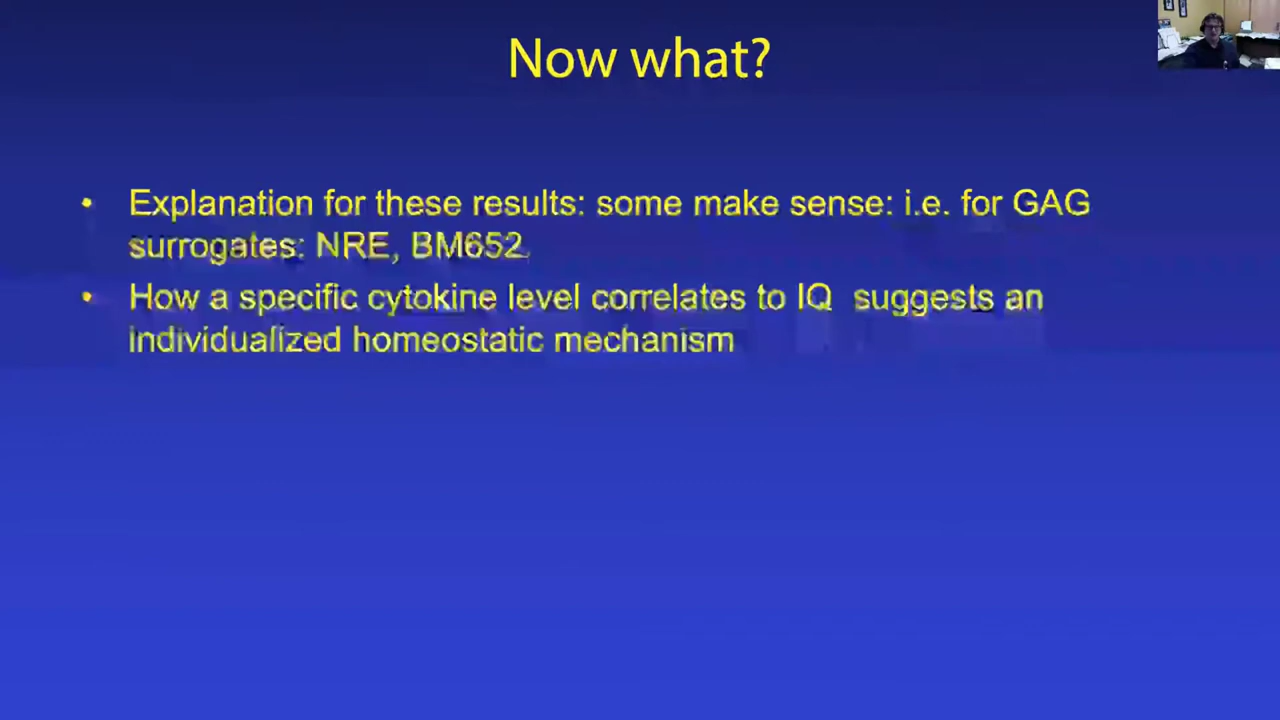 Now what?
• Explanation for these results: some make sense: i.e. for GAG
surrogates: NRE, BM652.
• How a specific cytokine level correlates to IQ suggests an
individualized homeostatic mechanism